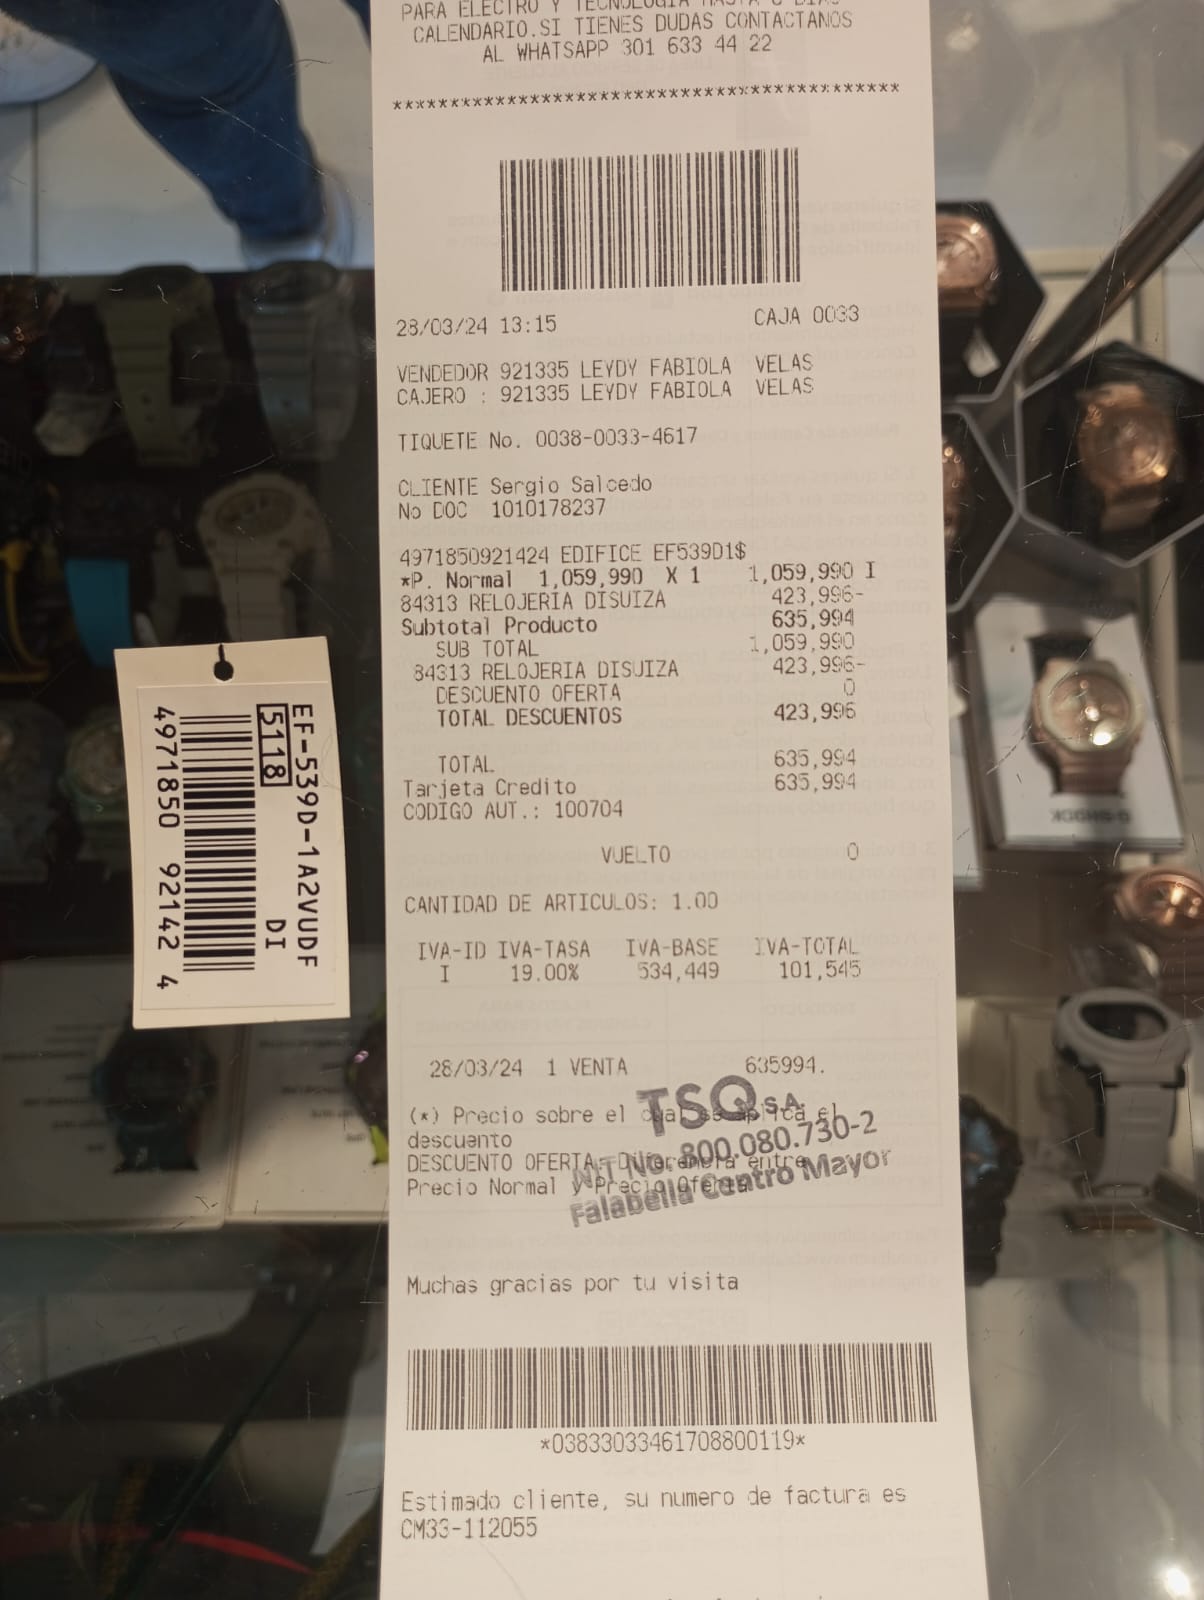 PARA ELECTRO Y TECNOLOGIA HASTA DIAS
CALENDARIO.SI TIENES DUDAS CONTACTANOS
AL WHATSAPP 301 633 44 22
******************************************
28/03/24 13:15 CAJA 0033
VENDEDOR 921335 LEYDY FABIOLA VELAS
CAJERO : 921335 LEYDY FABIOLA VELAS
TIQUETE No. 0038-0033-4617
CLIENTE Sergio Salcedo
No DOC 1010178237
4971850921424 EDIFICE EF539D1$
*P. Normal 1,059,990 X 1 1,059,990 I
84313 RELOJERIA DISUIZA 423,996-
Subtotal Producto 635,994
SUB TOTAL 1,059,990
84313 RELOJERIA DISUIZA 423,996-
DESCUENTO OFERTA 0
TOTAL DESCUENTOS 423,996
TOTAL 635,994
Tarjeta Credito 635,994
CODIGO AUT.: 100704
VUELTO 0
CANTIDAD DE ARTICULOS: 1.00
IVA-ID IVA-TASA IVA-BASE IVA-TOTAL
I 19.00% 534,449 101,545
28/03/24 1 VENTA 635994.
(*) Precio sobre el cual se aplica el
descuento
DESCUENTO OFERTA: Diferencia entre
Precio Normal y Precio Oferta
TSQ S.A.
NIT No. 800.080.730-2
Falabella Centro Mayor
Muchas gracias por tu visita
*03833033461708800119*
Estimado cliente, su numero de factura es
CM33-112055
EF-539D-1A2VUDF
5118 DI
4971850 92142 4
G-SHOCK